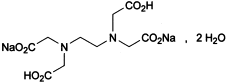 CO₂H
NaO₂C
N
CO₂Na , 2 H₂O
N
HO₂C